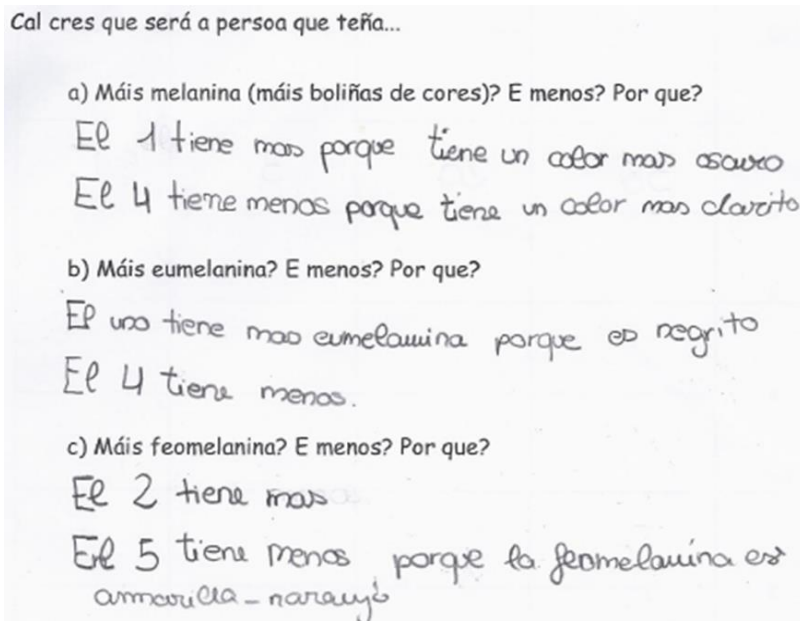 Cal cres que será a persoa que teña...
a) Máis melanina (máis boliñas de cores)? E menos? Por que?
El 1 tiene mas porque tiene un color mas oscuro
El 4 tiene menos porque tiene un color mas clarito
b) Máis eumelanina? E menos? Por que?
El uno tiene mas eumelanina porque es negrito
El 4 tiene menos.
c) Máis feomelanina? E menos? Por que?
El 2 tiene mas
El 5 tiene menos porque la feomelanina es
ammarilla-naranja